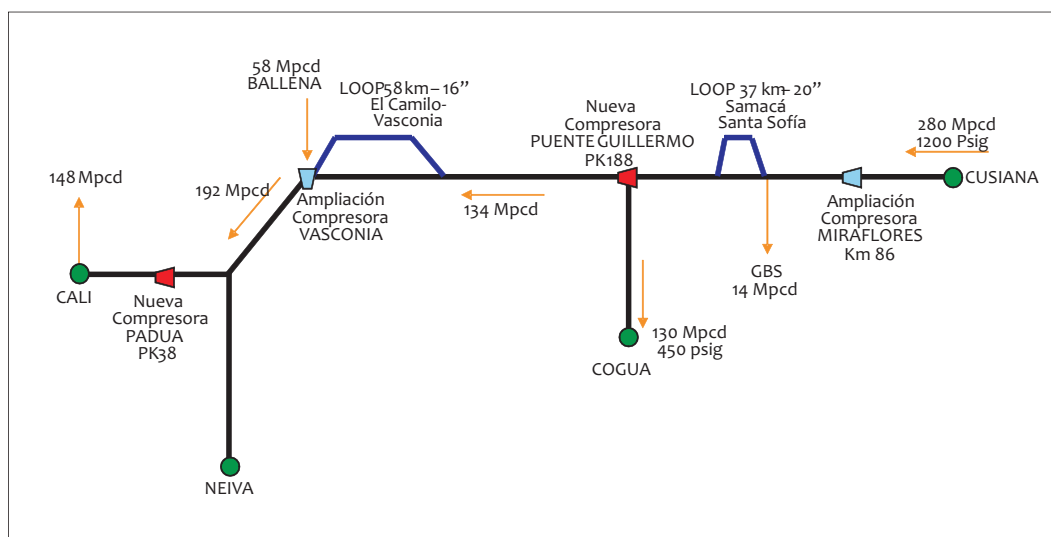 58 Mpcd
BALLENA
LOOP58km– 16”
El Camilo-
Vasconia
Nueva
Compresora
PUENTE GUILLERMO
PK188
LOOP 37 km– 20”
Samacá
Santa Sofía
280 Mpcd
1200 Psig
148 Mpcd
192 Mpcd
Ampliación
Compresora
VASCONIA
134 Mpcd
CUSIANA
Ampliación
Compresora
MIRAFLORES
Km 86
GBS
14 Mpcd
CALI
Nueva
Compresora
PADUA
PK38
130 Mpcd
450 psig
COGUA
NEIVA